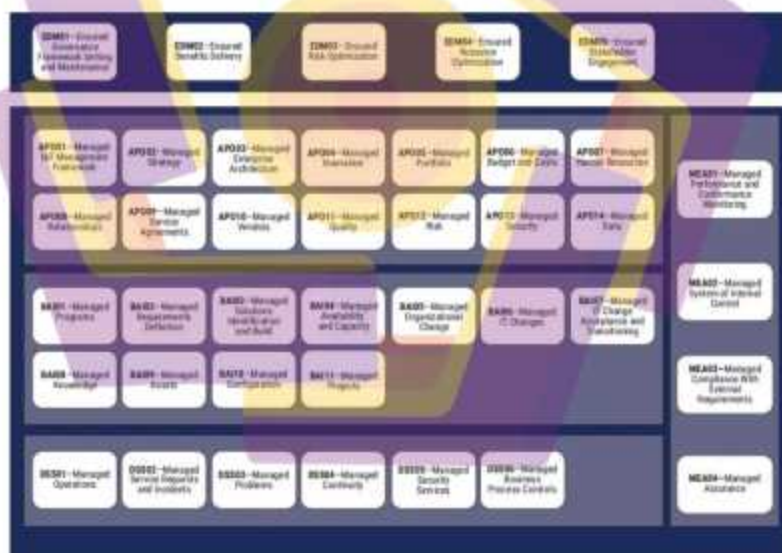 EDM01—Ensured
Governance
Framework Setting
and Maintenance
EDM02—Ensured
Benefits Delivery
EDM03—Ensured
Risk Optimization
EDM04—Ensured
Resource
Optimization
EDM05—Ensured
Stakeholder
Engagement
APO01—Managed
I&T Management
Framework
APO02—Managed
Strategy
APO03—Managed
Enterprise
Architecture
APO04—Managed
Innovation
APO05—Managed
Portfolio
APO06—Managed
Budget and Costs
APO07—Managed
Human Resources
APO08—Managed
Relationships
APO09—Managed
Service
Agreements
APO10—Managed
Vendors
APO11—Managed
Quality
APO12—Managed
Risk
APO13—Managed
Security
APO14—Managed
Data
MEA01—Managed
Performance and
Conformance
Monitoring
BAI01—Managed
Programs
BAI02—Managed
Requirements
Definition
BAI03—Managed
Solutions
Identification
and Build
BAI04—Managed
Availability
and Capacity
BAI05—Managed
Organizational
Change
BAI06—Managed
IT Changes
BAI07—Managed
IT Change
Acceptance and
Transitioning
MEA02—Managed
System of Internal
Control
BAI08—Managed
Knowledge
BAI09—Managed
Assets
BAI10—Managed
Configuration
BAI11—Managed
Projects
MEA03—Managed
Compliance With
External
Requirements
DSS01—Managed
Operations
DSS02—Managed
Service Requests
and Incidents
DSS03—Managed
Problems
DSS04—Managed
Continuity
DSS05—Managed
Security
Services
DSS06—Managed
Business
Process Controls
MEA04—Managed
Assurance